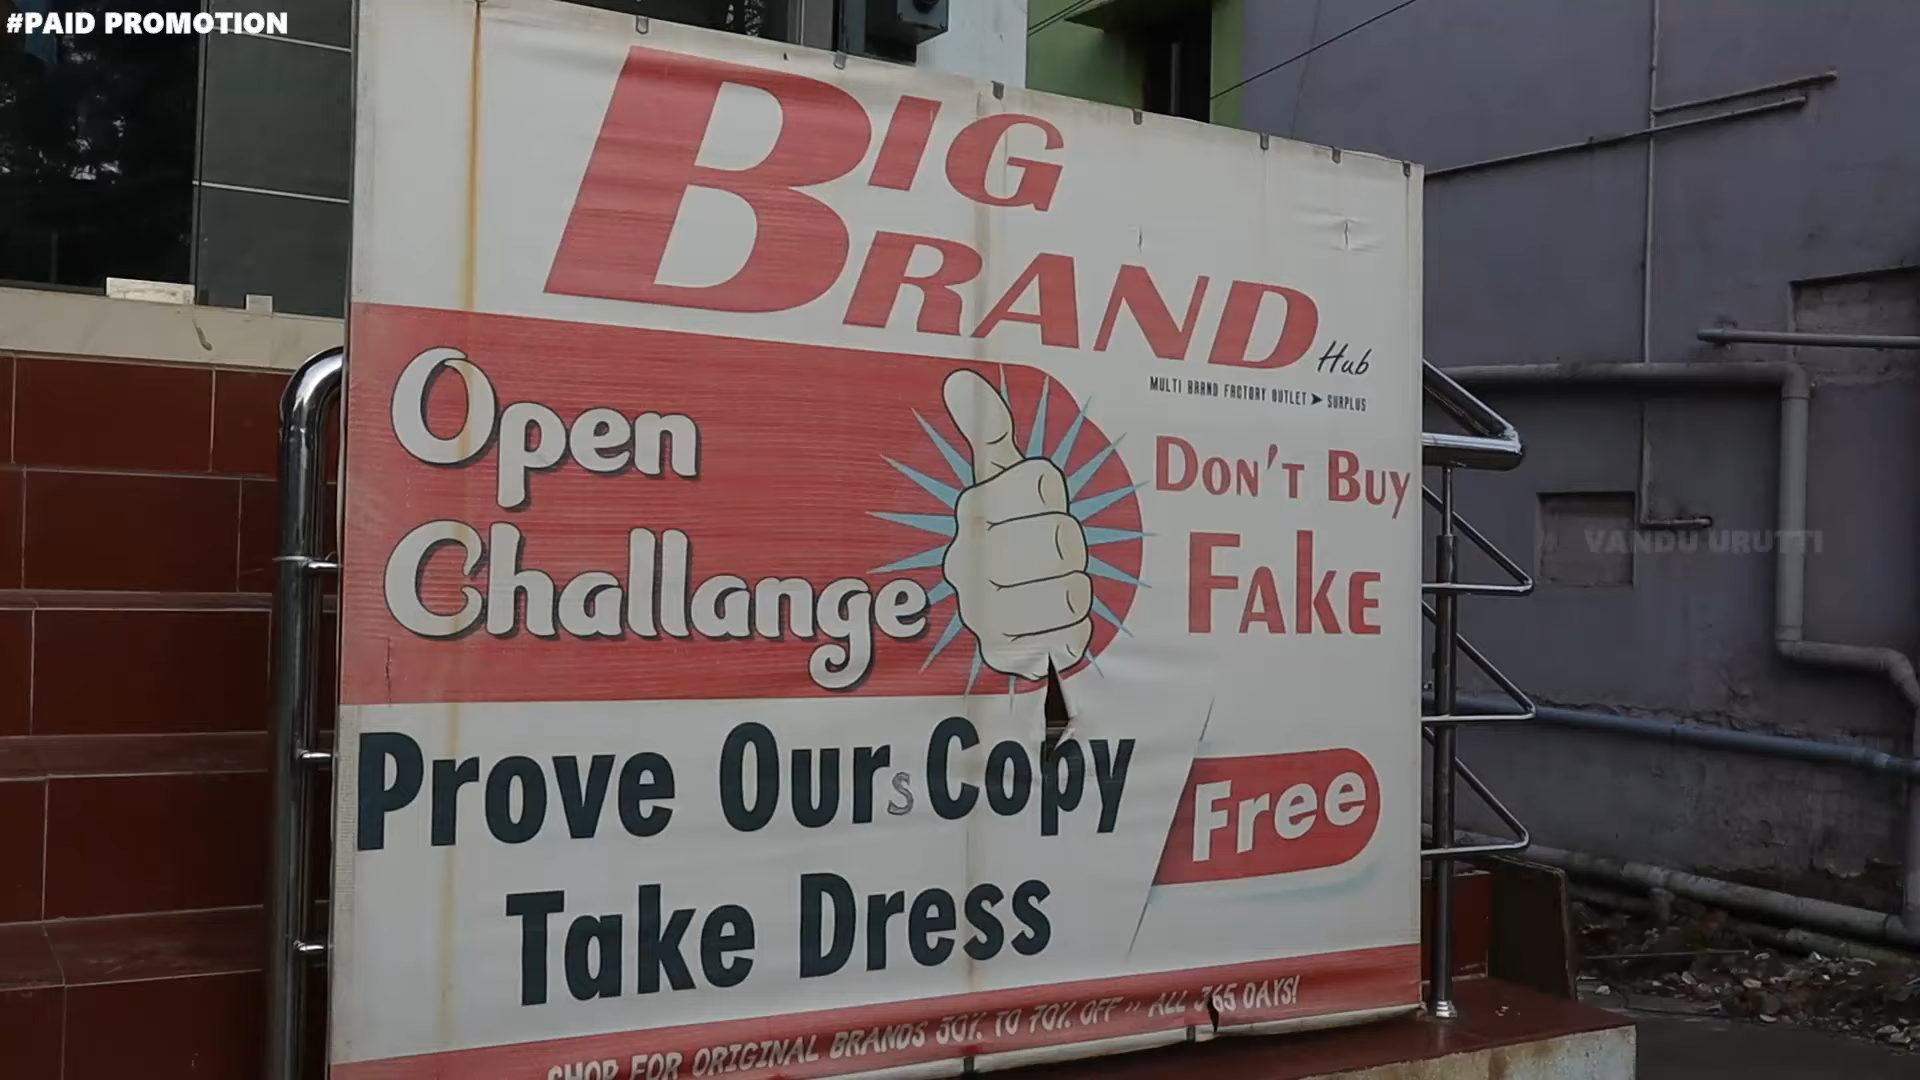 #PAID PROMOTION
BIG
BRAND
Hub
MULTI BRAND FACTORY OUTLET ➤ SURPLUS
Open
Challange
DON'T BUY
FAKE
Prove Ours Copy
Take Dress
Free
SHOP FOR ORIGINAL BRANDS 50% TO 70% OFF ›› ALL 365 DAYS!
VANDU URUTTI